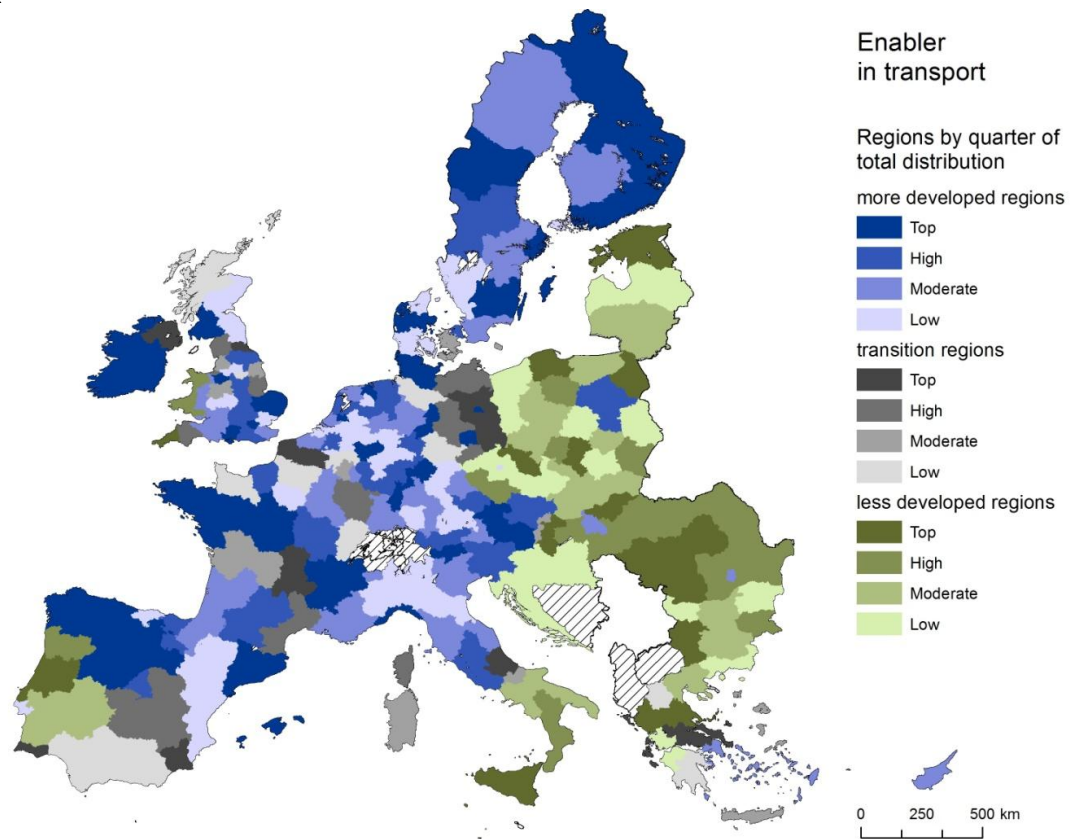 Enabler
in transport
Regions by quarter of
total distribution
more developed regions
Top
High
Moderate
Low
transition regions
Top
High
Moderate
Low
less developed regions
Top
High
Moderate
Low
0 250 500 km